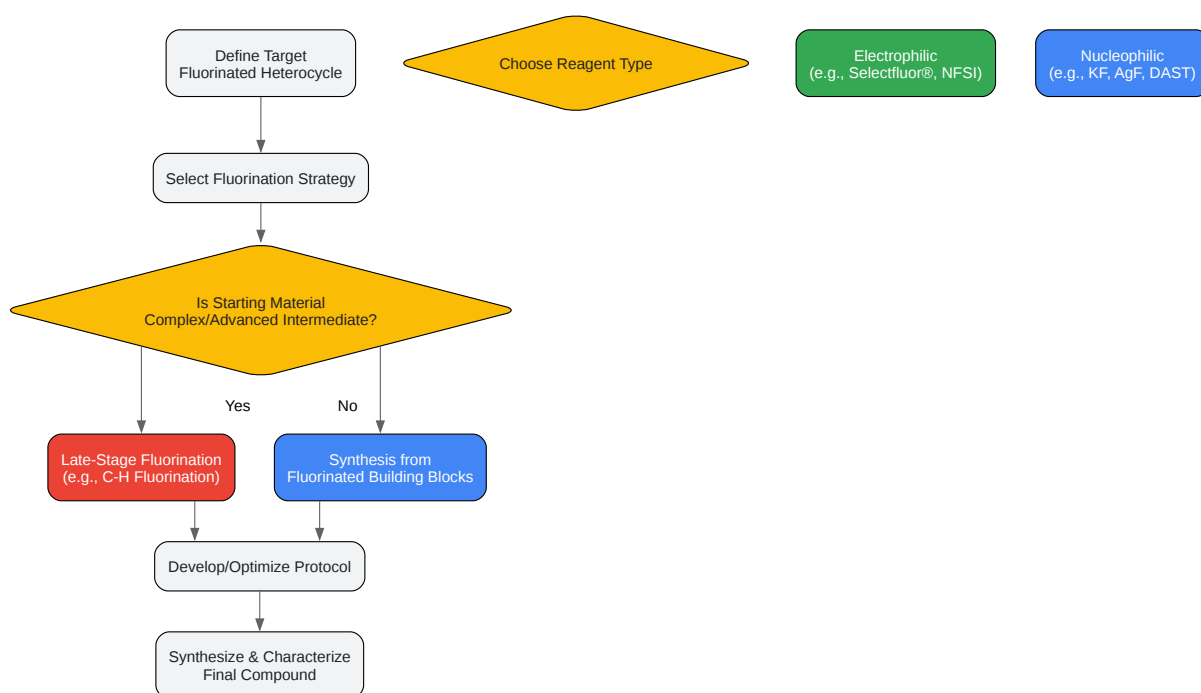 Define Target
Fluorinated Heterocycle
Choose Reagent Type
Electrophilic
(e.g., Selectfluor®, NFSI)
Nucleophilic
(e.g., KF, AgF, DAST)
Select Fluorination Strategy
Is Starting Material
Complex/Advanced Intermediate?
Yes
No
Late-Stage Fluorination
(e.g., C-H Fluorination)
Synthesis from
Fluorinated Building Blocks
Develop/Optimize Protocol
Synthesize & Characterize
Final Compound